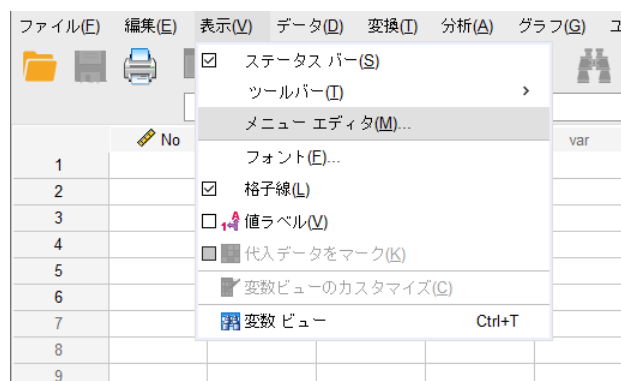 ファイル(F) 編集(E) 表示(V) データ(D) 変換(T) 分析(A) グラフ(G) ユ
ステータス バー(S)
ツールバー(T)
メニュー エディタ(M)...
No var
フォント(F)...
1
2 格子線(L)
3 値ラベル(V)
4 代入データをマーク(K)
5
6 変数ビューのカスタマイズ(C)
7 変数 ビュー Ctrl+T
8
9